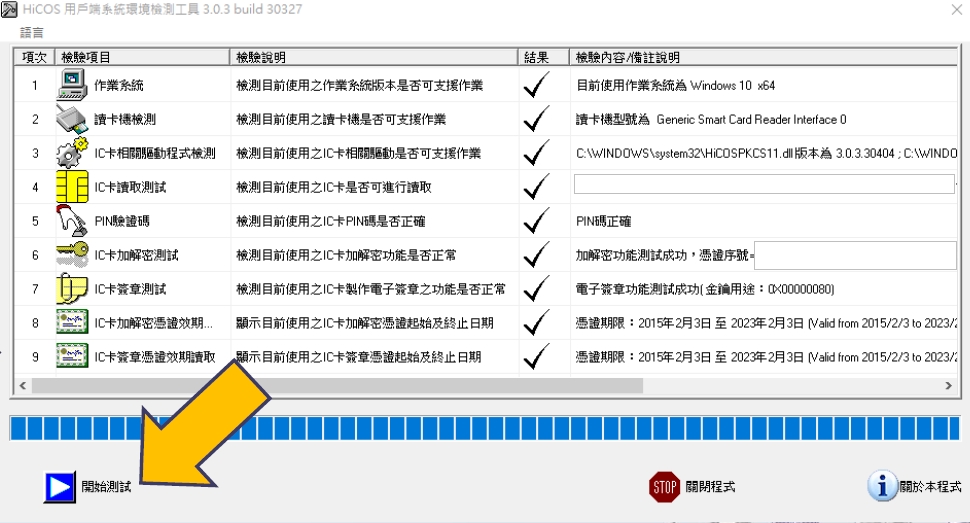 HiCOS 用戶端系統環境檢測工具 3.0.3 build 30327
語言
項次 檢驗項目 檢驗說明 結果 檢驗內容/備註說明
1 作業系統 檢測目前使用之作業系統版本是否可支援作業 目前使用作業系統為 Windows 10 x64
2 讀卡機檢測 檢測目前使用之讀卡機是否可支援作業 讀卡機型號為 Generic Smart Card Reader Interface 0
3 IC卡相關驅動程式檢測 檢測目前使用之IC卡相關驅動是否可支援作業 C:\WINDOWS\system32\HiCOSPKCS11.dll版本為 3.0.3.30404 ; C:\WINDO
4 IC卡讀取測試 檢測目前使用之IC卡是否可進行讀取
5 PIN驗證碼 檢測目前使用之IC卡PIN碼是否正確 PIN碼正確
6 IC卡加解密測試 檢測目前使用之IC卡加解密功能是否正常 加解密功能測試成功，憑證序號=
7 IC卡簽章測試 檢測目前使用之IC卡製作電子簽章之功能是否正常 電子簽章功能測試成功(金鑰用途：0X00000080)
8 IC卡加解密憑證效期... 顯示目前使用之IC卡加解密憑證起始及終止日期 憑證期限：2015年2月3日 至 2023年2月3日 (Valid from 2015/2/3 to 2023/2
9 IC卡簽章憑證效期讀取 顯示目前使用之IC卡簽章憑證起始及終止日期 憑證期限：2015年2月3日 至 2023年2月3日 (Valid from 2015/2/3 to 2023/2
開始測試 STOP 關閉程式 關於本程式